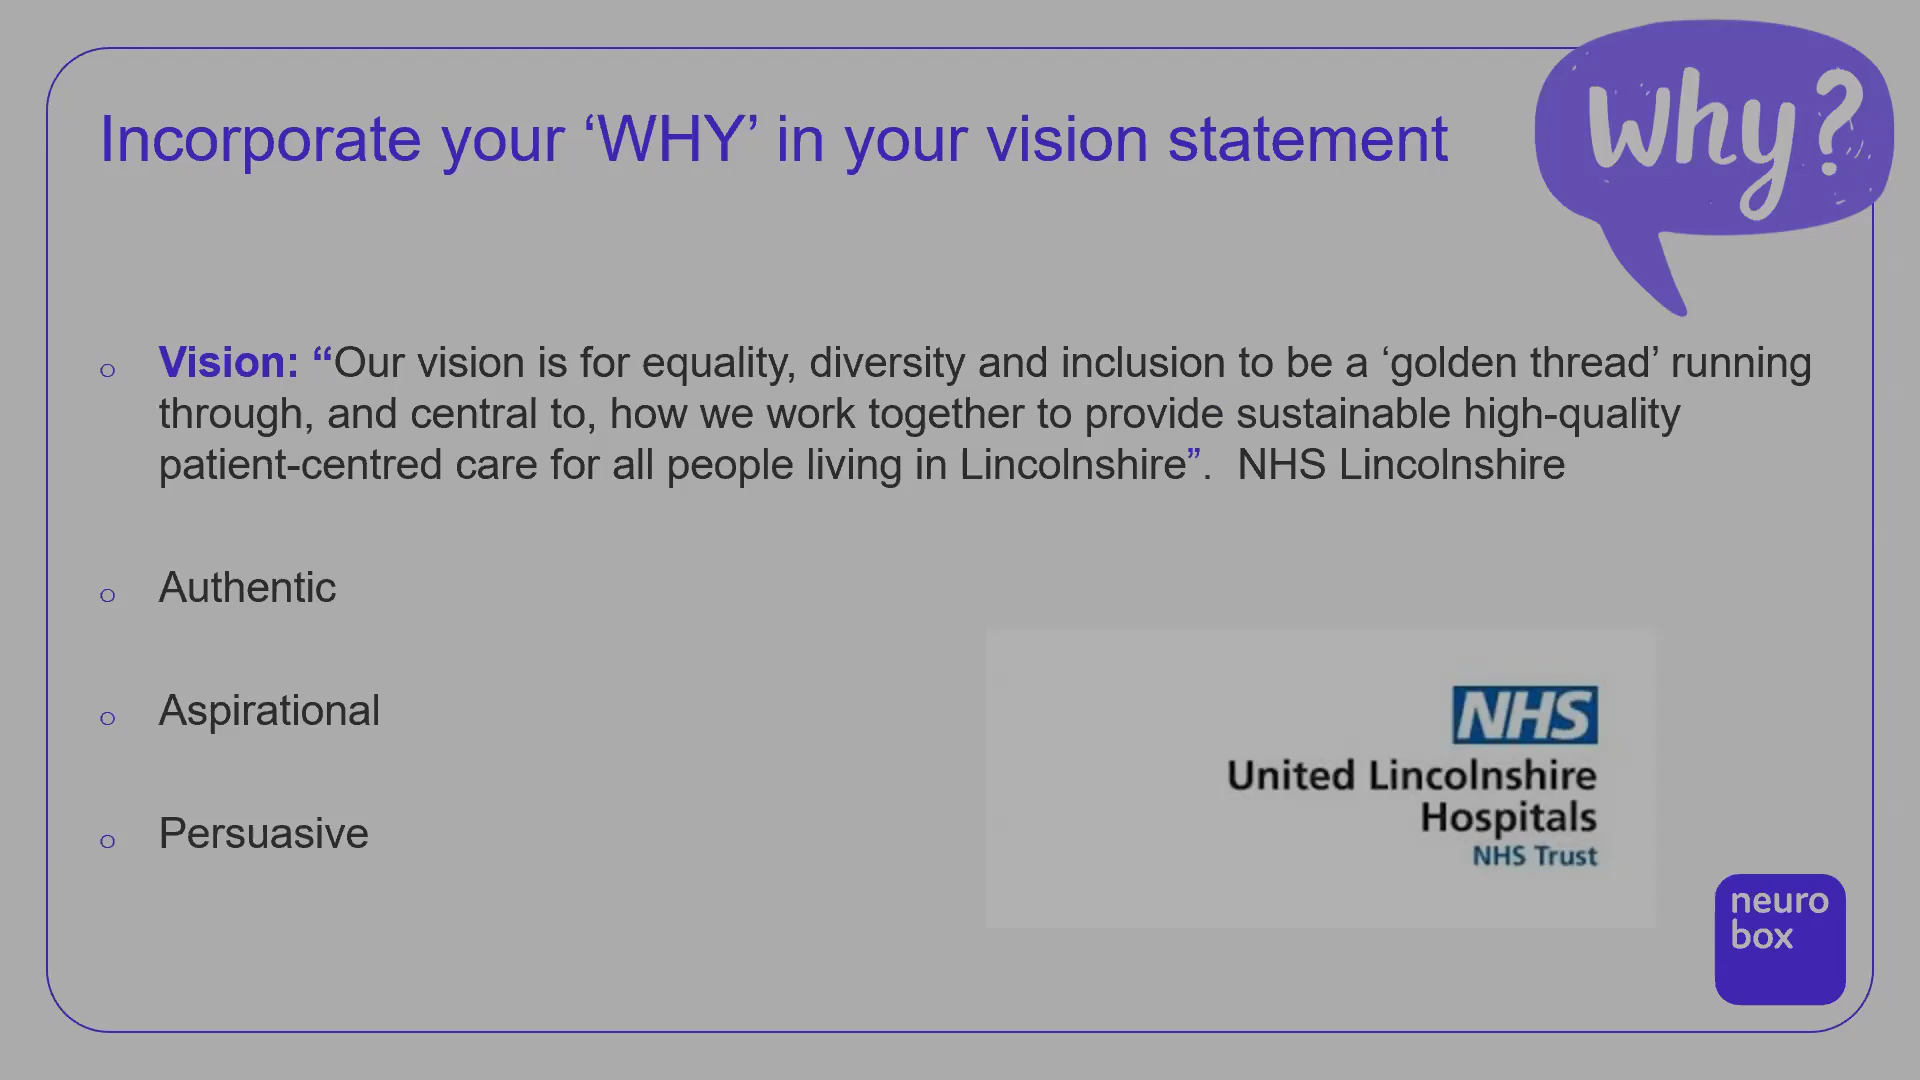 Incorporate your ‘WHY’ in your vision statement
Why?
Vision: “Our vision is for equality, diversity and inclusion to be a ‘golden thread’ running
through, and central to, how we work together to provide sustainable high-quality
patient-centred care for all people living in Lincolnshire”.  NHS Lincolnshire
Authentic
Aspirational
Persuasive
NHS
United Lincolnshire
Hospitals
NHS Trust
neuro
box